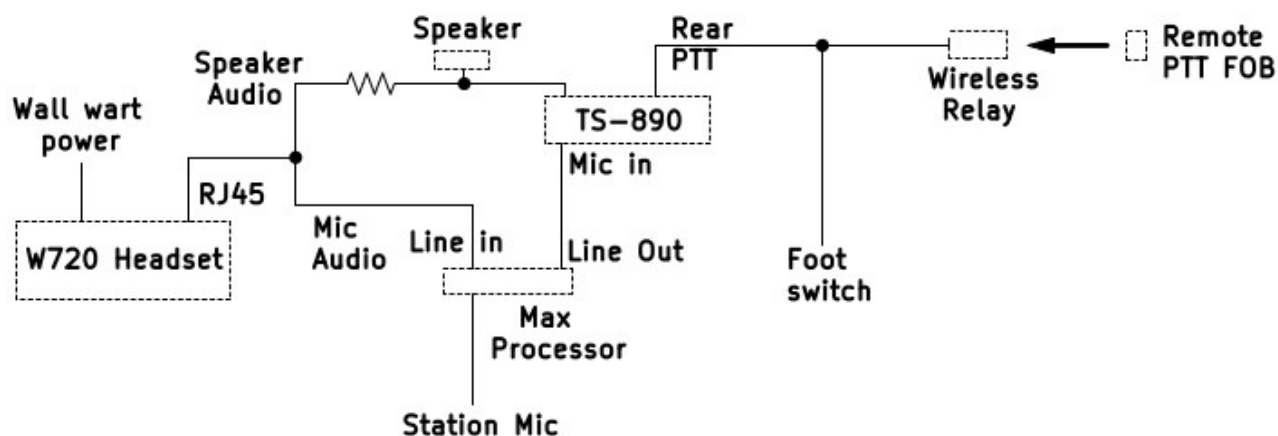 Speaker
Rear
PTT
Remote
PTT FOB
Speaker
Audio
Wireless
Relay
Wall wart
power
TS-890
Mic in
RJ45
Mic
Audio
Line in
Line Out
W720 Headset
Foot
switch
Max
Processor
Station Mic